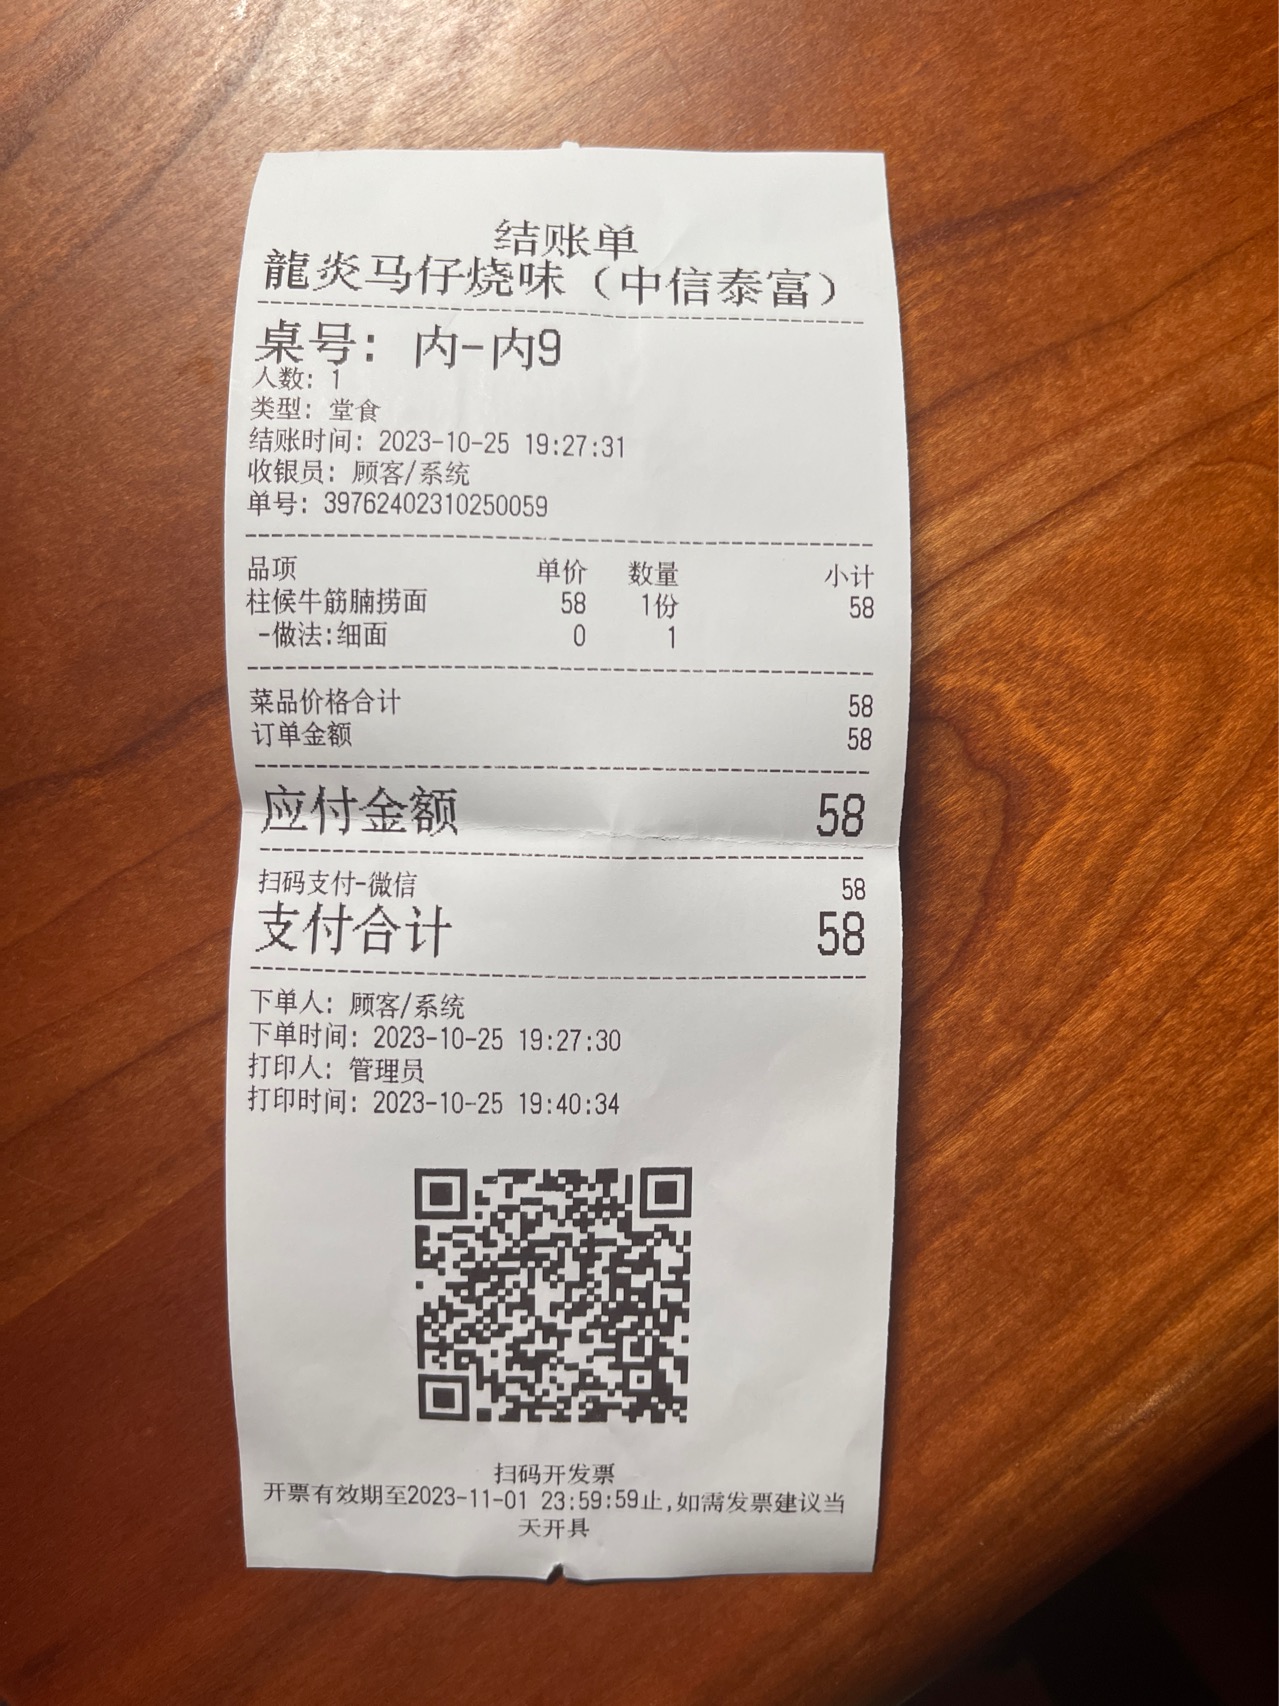 结账单
龍炎马仔烧味（中信泰富）
桌号: 内-内9
人数: 1
类型: 堂食
结账时间: 2023-10-25 19:27:31
收银员: 顾客/系统
单号: 39762402310250059
品项 单价 数量 小计
柱候牛筋腩捞面 58 1份 58
-做法:细面 0 1
菜品价格合计 58
订单金额 58
应付金额 58
扫码支付-微信 58
支付合计 58
下单人: 顾客/系统
下单时间: 2023-10-25 19:27:30
打印人: 管理员
打印时间: 2023-10-25 19:40:34
扫码开发票
开票有效期至2023-11-01 23:59:59止,如需发票建议当
天开具